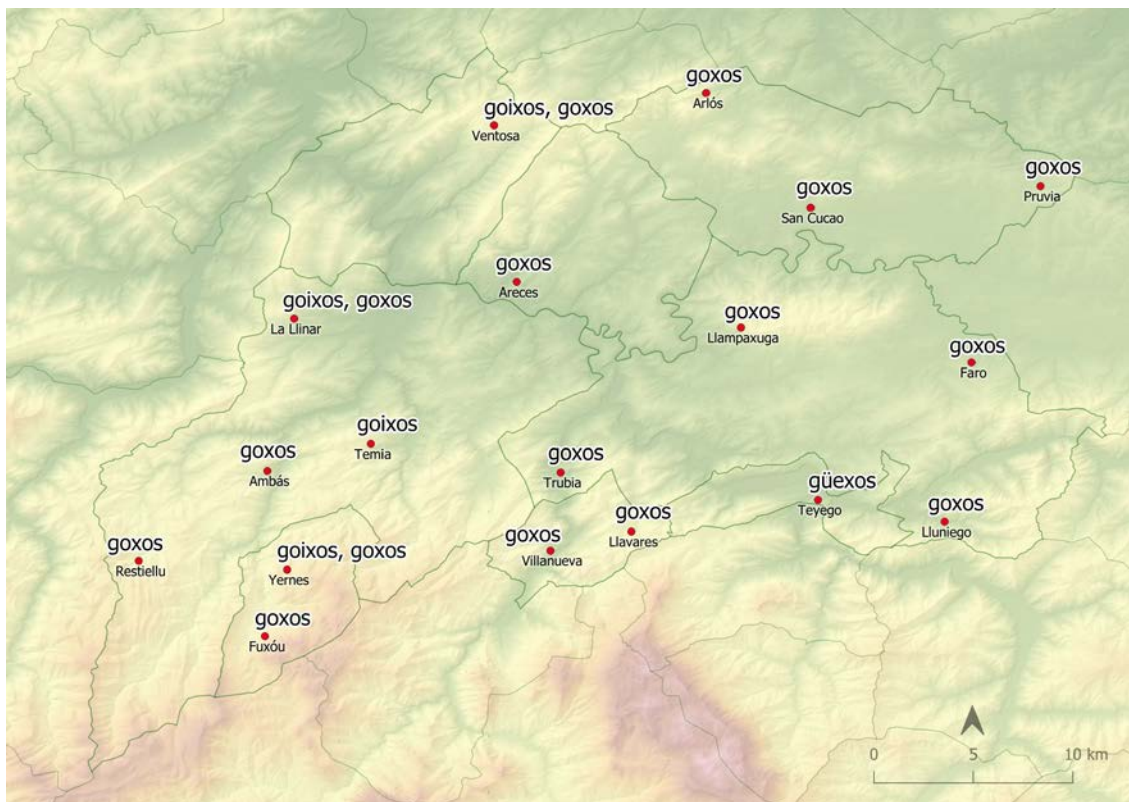 goxos
Arlós
goixos, goxos
Ventosa
goxos
Pruvia
goxos
San Cucao
goxos
Areces
goixos, goxos
La Llinar
goxos
Llampaxuga
goxos
Faro
goixos
Temia
goxos
Ambás
goxos
Trubia
güexos
Teyego
goxos
Lluniego
goxos
Llavares
goxos
Villanueva
goxos
Restiellu
goixos, goxos
Yernes
goxos
Fuxóu
0 5 10 km